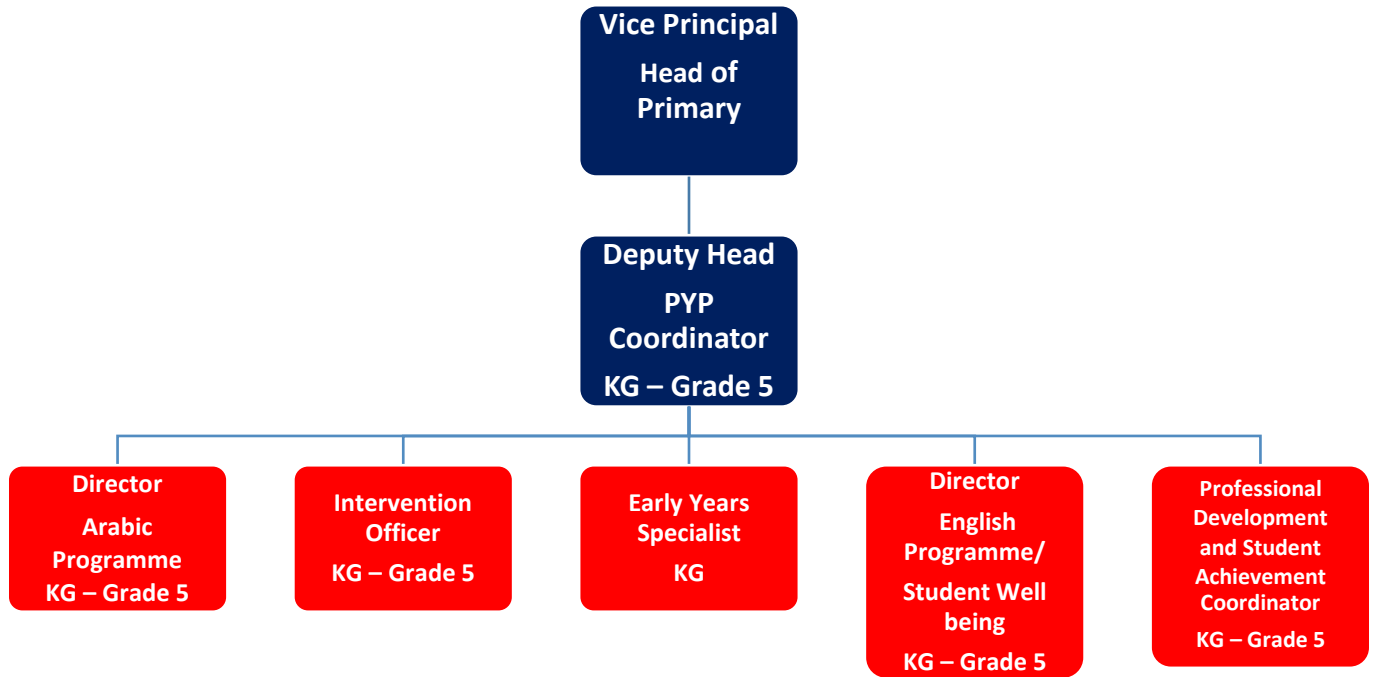 Vice Principal
Head of
Primary
Deputy Head
PYP
Coordinator
KG – Grade 5
Director
Arabic
Programme
KG – Grade 5
Intervention
Officer
KG – Grade 5
Early Years
Specialist
KG
Director
English
Programme/
Student Well
being
KG – Grade 5
Professional
Development
and Student
Achievement
Coordinator
KG – Grade 5